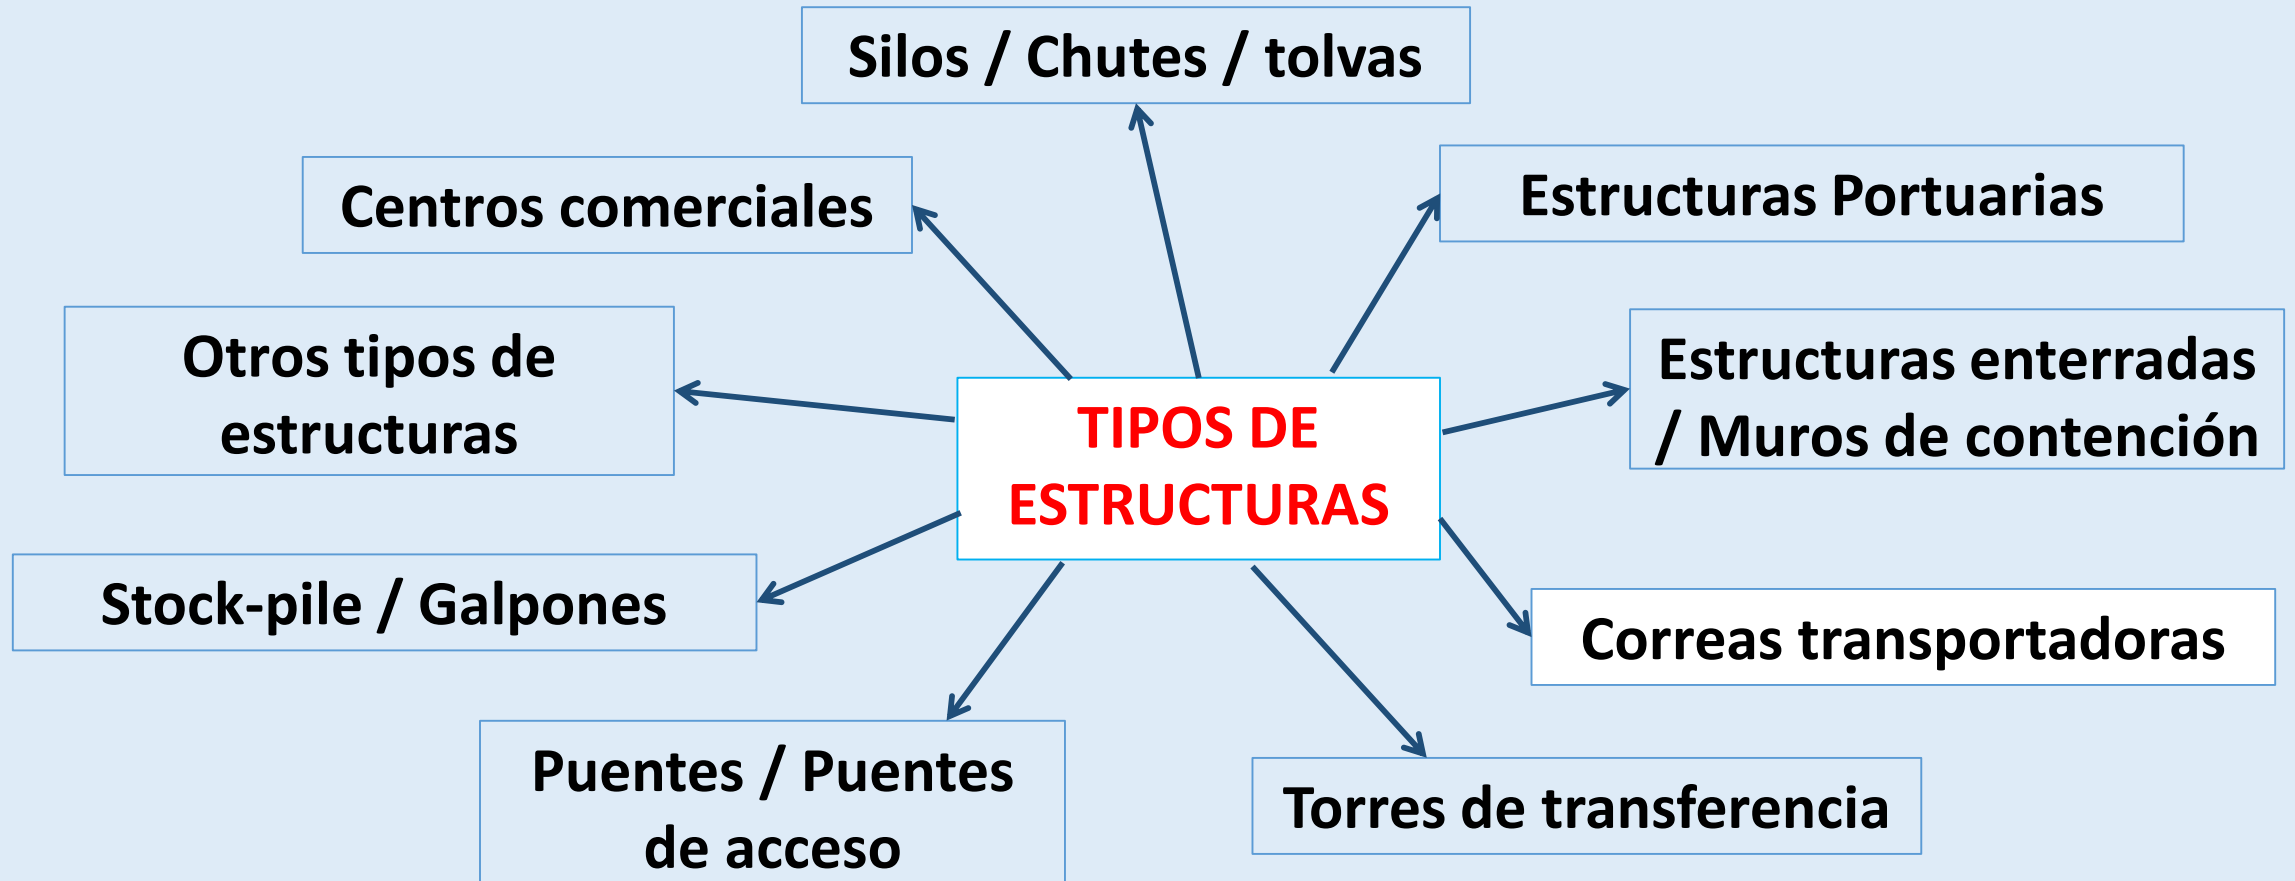 Silos / Chutes / tolvas
Centros comerciales
Estructuras Portuarias
Otros tipos de
estructuras
Estructuras enterradas
/ Muros de contención
TIPOS DE
ESTRUCTURAS
Stock-pile / Galpones
Correas transportadoras
Puentes / Puentes
de acceso
Torres de transferencia